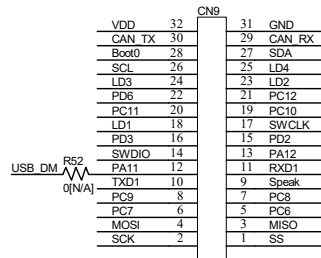 CN9
VDD 32 31 GND
CAN_TX 30 29 CAN_RX
Boot0 28 27 SDA
SCL 26 25 LD4
LD3 24 23 LD2
PD6 22 21 PC12
PC11 20 19 PC10
LD1 18 17 SWCLK
PD3 16 15 PD2
SWDIO 14 13 PA12
USB_DM R52 0[N/A] PA11 12 11 RXD1
TXD1 10 9 Speak
PC9 8 7 PC8
PC7 6 5 PC6
MOSI 4 3 MISO
SCK 2 1 SS